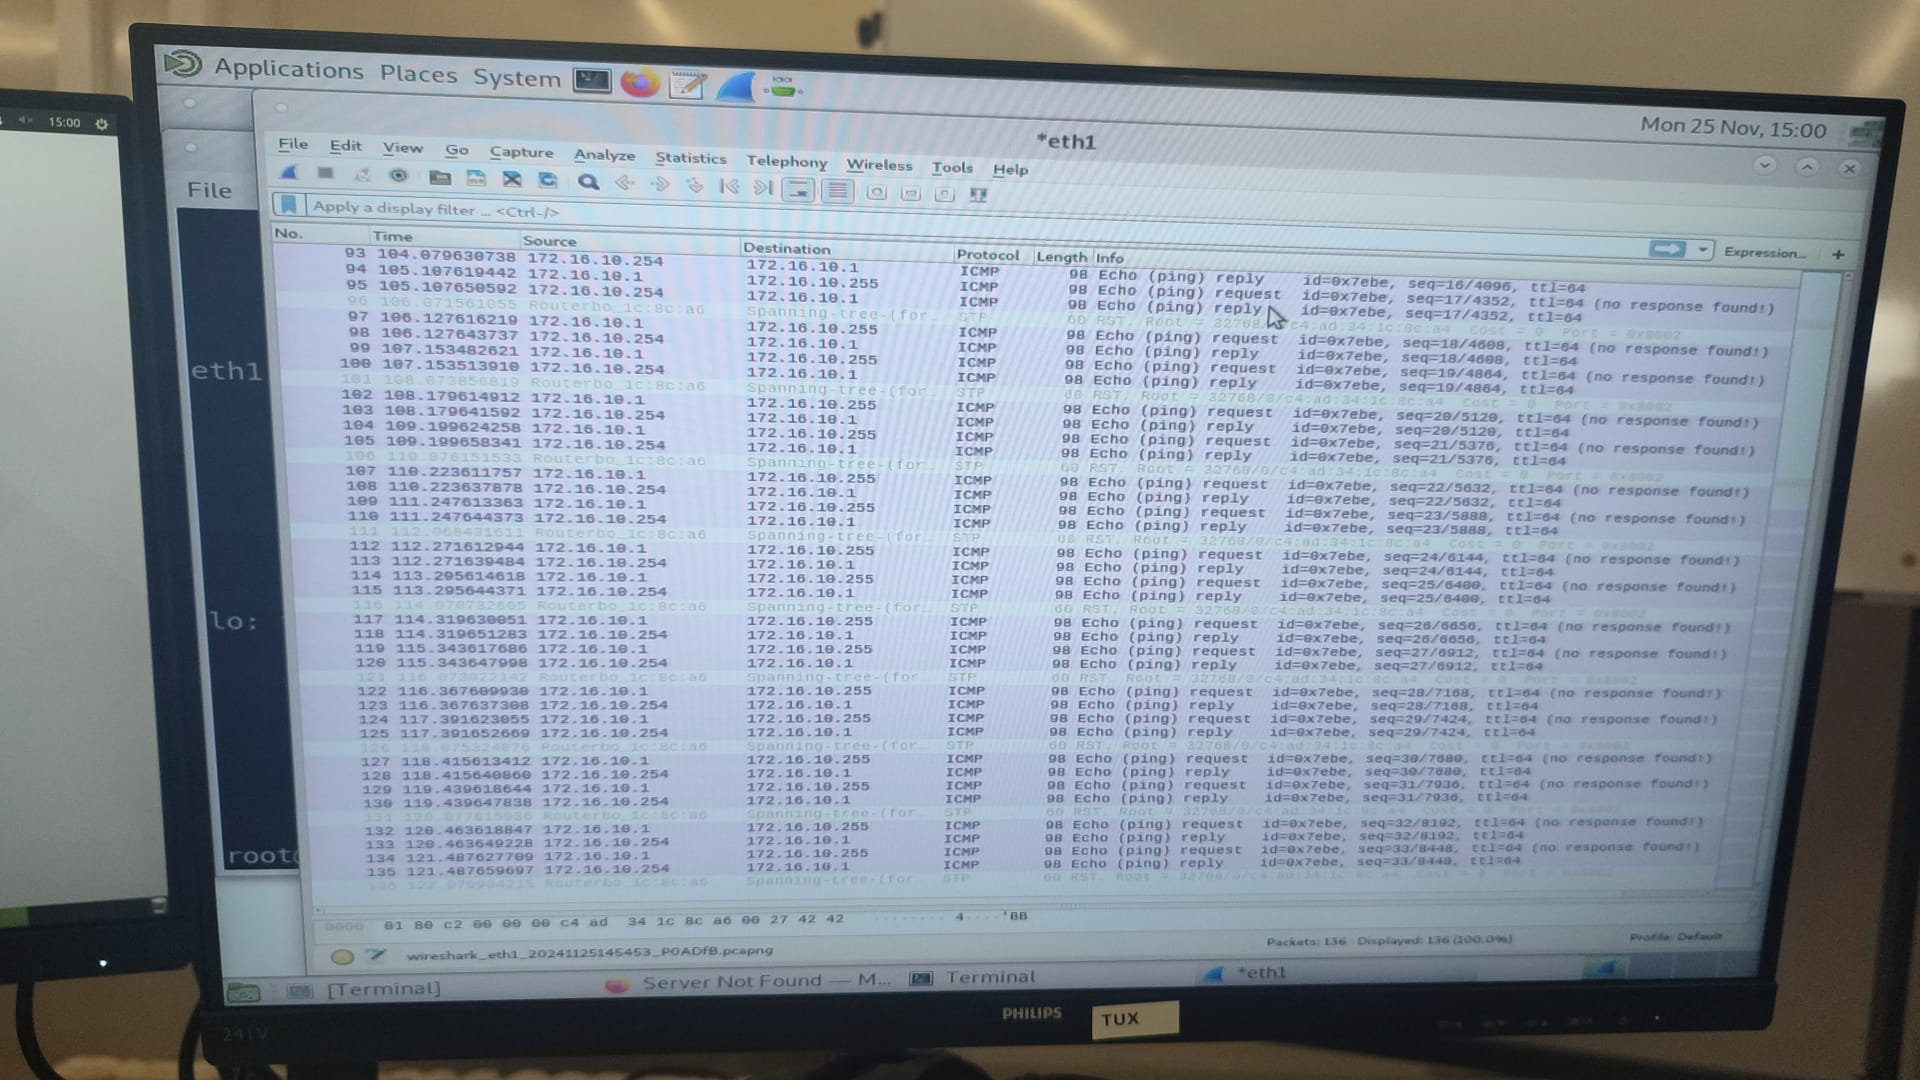 15:00
Applications Places System
Mon 25 Nov, 15:00
*eth1
File
File Edit View Go Capture Analyze Statistics Telephony Wireless Tools Help
Apply a display filter ... <Ctrl-/>
Expression... +
No. Time Source Destination Protocol Length Info
93 104.079630738 172.16.10.254 172.16.10.1 ICMP 98 Echo (ping) reply id=0x7ebe, seq=16/4096, ttl=64
94 105.107619442 172.16.10.1 172.16.10.255 ICMP 98 Echo (ping) request id=0x7ebe, seq=17/4352, ttl=64 (no response found!)
95 105.107650592 172.16.10.254 172.16.10.1 ICMP 98 Echo (ping) reply id=0x7ebe, seq=17/4352, ttl=64
96 106.071561055 Routerbo_1c:8c:a6 Spanning-tree-(for… STP 60 RST. Root = 32768/0/c4:ad:34:1c:8c:a4 Cost = 0 Port = 0x8002
97 106.127616219 172.16.10.1 172.16.10.255 ICMP 98 Echo (ping) request id=0x7ebe, seq=18/4608, ttl=64 (no response found!)
98 106.127643737 172.16.10.254 172.16.10.1 ICMP 98 Echo (ping) reply id=0x7ebe, seq=18/4608, ttl=64
99 107.153482621 172.16.10.1 172.16.10.255 ICMP 98 Echo (ping) request id=0x7ebe, seq=19/4864, ttl=64 (no response found!)
100 107.153513910 172.16.10.254 172.16.10.1 ICMP 98 Echo (ping) reply id=0x7ebe, seq=19/4864, ttl=64
101 108.073856819 Routerbo_1c:8c:a6 Spanning-tree-(for… STP 60 RST. Root = 32768/0/c4:ad:34:1c:8c:a4 Cost = 0 Port = 0x8002
102 108.179614912 172.16.10.1 172.16.10.255 ICMP 98 Echo (ping) request id=0x7ebe, seq=20/5120, ttl=64 (no response found!)
103 108.179641592 172.16.10.254 172.16.10.1 ICMP 98 Echo (ping) reply id=0x7ebe, seq=20/5120, ttl=64
104 109.199624258 172.16.10.1 172.16.10.255 ICMP 98 Echo (ping) request id=0x7ebe, seq=21/5376, ttl=64 (no response found!)
105 109.199658341 172.16.10.254 172.16.10.1 ICMP 98 Echo (ping) reply id=0x7ebe, seq=21/5376, ttl=64
106 110.076151533 Routerbo_1c:8c:a6 Spanning-tree-(for… STP 60 RST. Root = 32768/0/c4:ad:34:1c:8c:a4 Cost = 0 Port = 0x8002
107 110.223611757 172.16.10.1 172.16.10.255 ICMP 98 Echo (ping) request id=0x7ebe, seq=22/5632, ttl=64 (no response found!)
108 110.223637878 172.16.10.254 172.16.10.1 ICMP 98 Echo (ping) reply id=0x7ebe, seq=22/5632, ttl=64
109 111.247613363 172.16.10.1 172.16.10.255 ICMP 98 Echo (ping) request id=0x7ebe, seq=23/5888, ttl=64 (no response found!)
110 111.247644373 172.16.10.254 172.16.10.1 ICMP 98 Echo (ping) reply id=0x7ebe, seq=23/5888, ttl=64
111 112.068431611 Routerbo_1c:8c:a6 Spanning-tree-(for… STP 60 RST. Root = 32768/0/c4:ad:34:1c:8c:a4 Cost = 0 Port = 0x8002
112 112.271612944 172.16.10.1 172.16.10.255 ICMP 98 Echo (ping) request id=0x7ebe, seq=24/6144, ttl=64 (no response found!)
113 112.271639484 172.16.10.254 172.16.10.1 ICMP 98 Echo (ping) reply id=0x7ebe, seq=24/6144, ttl=64
114 113.295614618 172.16.10.1 172.16.10.255 ICMP 98 Echo (ping) request id=0x7ebe, seq=25/6400, ttl=64 (no response found!)
115 113.295644371 172.16.10.254 172.16.10.1 ICMP 98 Echo (ping) reply id=0x7ebe, seq=25/6400, ttl=64
116 114.070732605 Routerbo_1c:8c:a6 Spanning-tree-(for… STP 60 RST. Root = 32768/0/c4:ad:34:1c:8c:a4 Cost = 0 Port = 0x8002
117 114.319630051 172.16.10.1 172.16.10.255 ICMP 98 Echo (ping) request id=0x7ebe, seq=26/6656, ttl=64 (no response found!)
118 114.319651283 172.16.10.254 172.16.10.1 ICMP 98 Echo (ping) reply id=0x7ebe, seq=26/6656, ttl=64
119 115.343617686 172.16.10.1 172.16.10.255 ICMP 98 Echo (ping) request id=0x7ebe, seq=27/6912, ttl=64 (no response found!)
120 115.343647998 172.16.10.254 172.16.10.1 ICMP 98 Echo (ping) reply id=0x7ebe, seq=27/6912, ttl=64
121 116.073022142 Routerbo_1c:8c:a6 Spanning-tree-(for… STP 60 RST. Root = 32768/0/c4:ad:34:1c:8c:a4 Cost = 0 Port = 0x8002
122 116.367609930 172.16.10.1 172.16.10.255 ICMP 98 Echo (ping) request id=0x7ebe, seq=28/7168, ttl=64 (no response found!)
123 116.367637308 172.16.10.254 172.16.10.1 ICMP 98 Echo (ping) reply id=0x7ebe, seq=28/7168, ttl=64
124 117.391623055 172.16.10.1 172.16.10.255 ICMP 98 Echo (ping) request id=0x7ebe, seq=29/7424, ttl=64 (no response found!)
125 117.391652669 172.16.10.254 172.16.10.1 ICMP 98 Echo (ping) reply id=0x7ebe, seq=29/7424, ttl=64
126 118.075324076 Routerbo_1c:8c:a6 Spanning-tree-(for… STP 60 RST. Root = 32768/0/c4:ad:34:1c:8c:a4 Cost = 0 Port = 0x8002
127 118.415613412 172.16.10.1 172.16.10.255 ICMP 98 Echo (ping) request id=0x7ebe, seq=30/7680, ttl=64 (no response found!)
128 118.415640860 172.16.10.254 172.16.10.1 ICMP 98 Echo (ping) reply id=0x7ebe, seq=30/7680, ttl=64
129 119.439618644 172.16.10.1 172.16.10.255 ICMP 98 Echo (ping) request id=0x7ebe, seq=31/7936, ttl=64 (no response found!)
130 119.439647838 172.16.10.254 172.16.10.1 ICMP 98 Echo (ping) reply id=0x7ebe, seq=31/7936, ttl=64
131 Routerbo_1c:8c:a6 Spanning-tree-(for… STP 60 RST. Root = 32768/0/c4:ad:34:1c:8c:a4 Cost = 0 Port = 0x8002
132 120.463618847 172.16.10.1 172.16.10.255 ICMP 98 Echo (ping) request id=0x7ebe, seq=32/8192, ttl=64 (no response found!)
133 120.463649228 172.16.10.254 172.16.10.1 ICMP 98 Echo (ping) reply id=0x7ebe, seq=32/8192, ttl=64
134 121.487627709 172.16.10.1 172.16.10.255 ICMP 98 Echo (ping) request id=0x7ebe, seq=33/8448, ttl=64 (no response found!)
135 121.487659697 172.16.10.254 172.16.10.1 ICMP 98 Echo (ping) reply id=0x7ebe, seq=33/8448, ttl=64
136 Routerbo_1c:8c:a6 Spanning-tree-(for… STP 60 RST. Root = 32768/0/c4:ad:34:1c:8c:a4 Cost = 0 Port = 0x8002
eth1
lo:
root@
0000 01 80 c2 00 00 00 c4 ad 34 1c 8c a6 00 27 42 42 ········ 4····'BB
wireshark_eth1_20241125145453_P0ADfB.pcapng
Packets: 136 · Displayed: 136 (100.0%)
Profile: Default
[Terminal] Server Not Found — M... Terminal *eth1
241V
PHILIPS
TUX